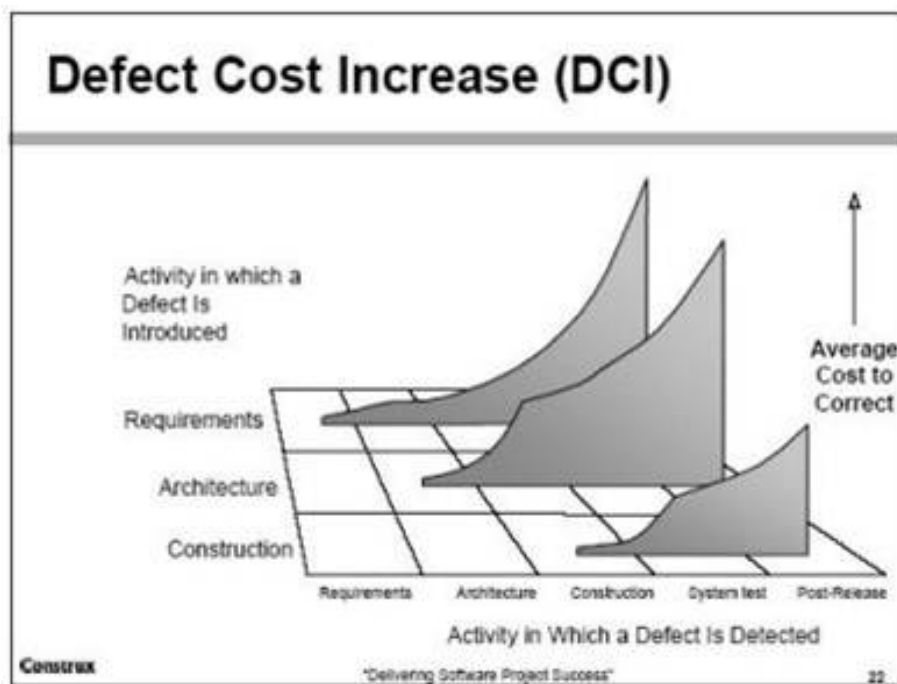 Defect Cost Increase (DCI)
Activity in which a
Defect Is
Introduced
Average
Cost to
Correct
Requirements
Architecture
Construction
Requirements Architecture Construction System test Post-Release
Activity in Which a Defect Is Detected
Construx
"Delivering Software Project Success"
22